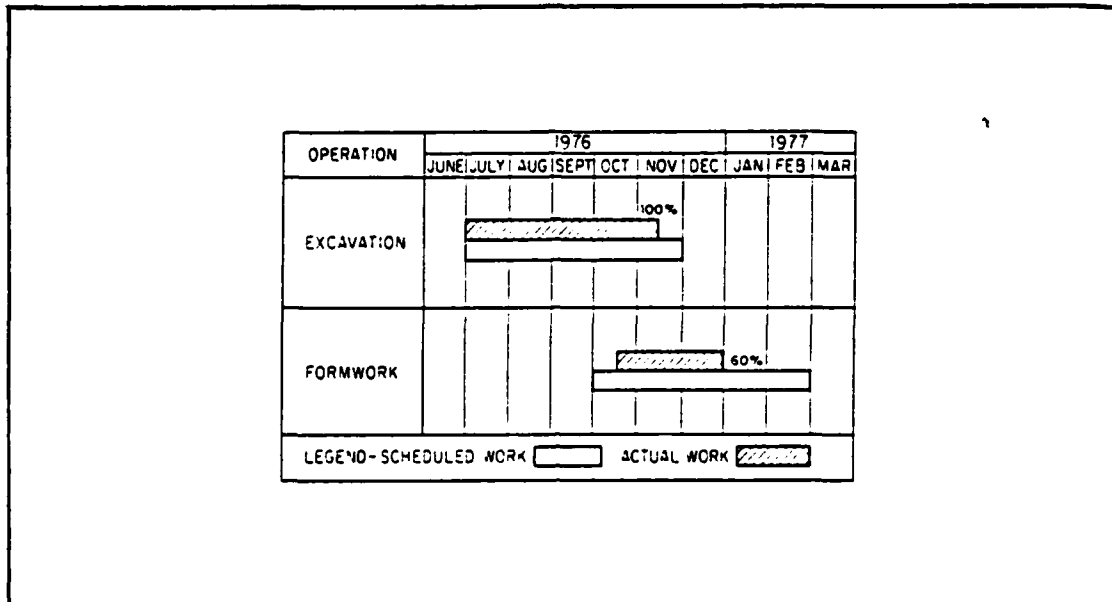 OPERATION
1976 1977
JUNE JULY AUG SEPT OCT NOV DEC JAN FEB MAR
100%
EXCAVATION
60%
FORMWORK
LEGEND-SCHEDULED WORK ACTUAL WORK